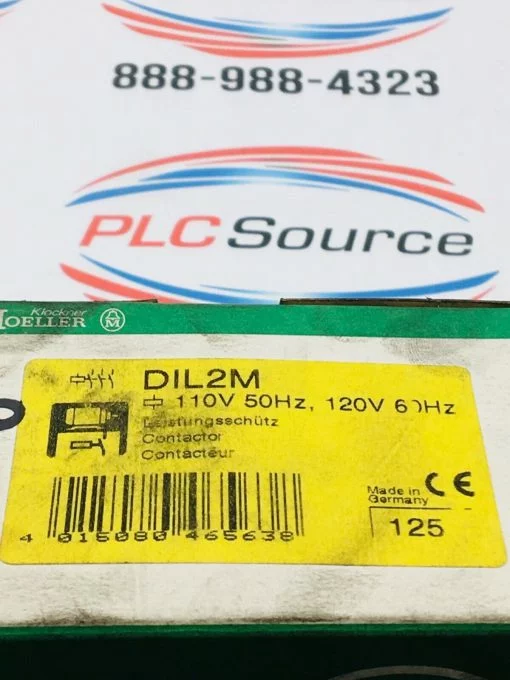 888-988-4323
PLC Source
Klockner
MOELLER
DIL2M
110V 50Hz, 120V 60Hz
Leistungsschütz
Contactor
Contacteur
Made in
Germany
CE
4 015080 465638
125